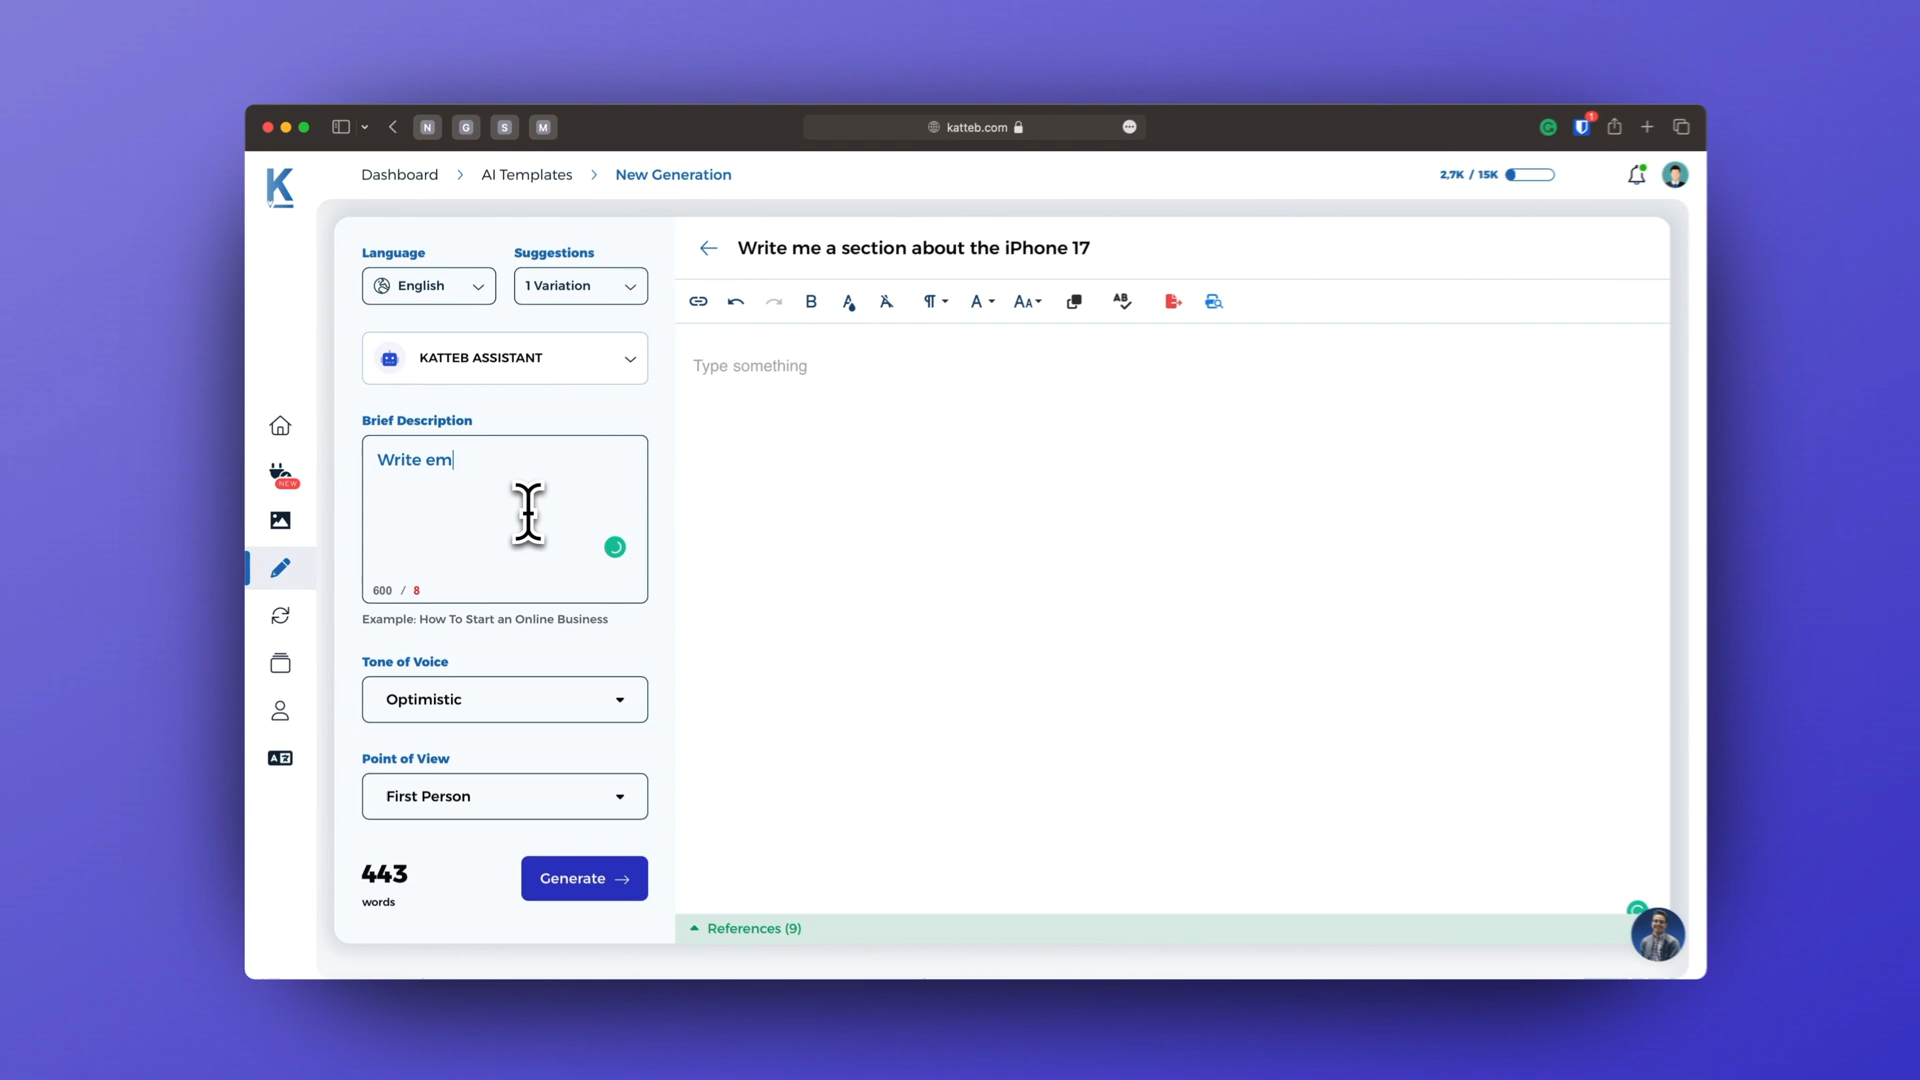 N G S M
katteb.com
1
K
Dashboard > AI Templates > New Generation
2,7K / 15K
Language
Suggestions
English
1 Variation
KATTEB ASSISTANT
Brief Description
Write em
600 / 8
Example: How To Start an Online Business
Tone of Voice
Optimistic
Point of View
First Person
443
words
Generate →
NEW
Write me a section about the iPhone 17
Type something
References (9)